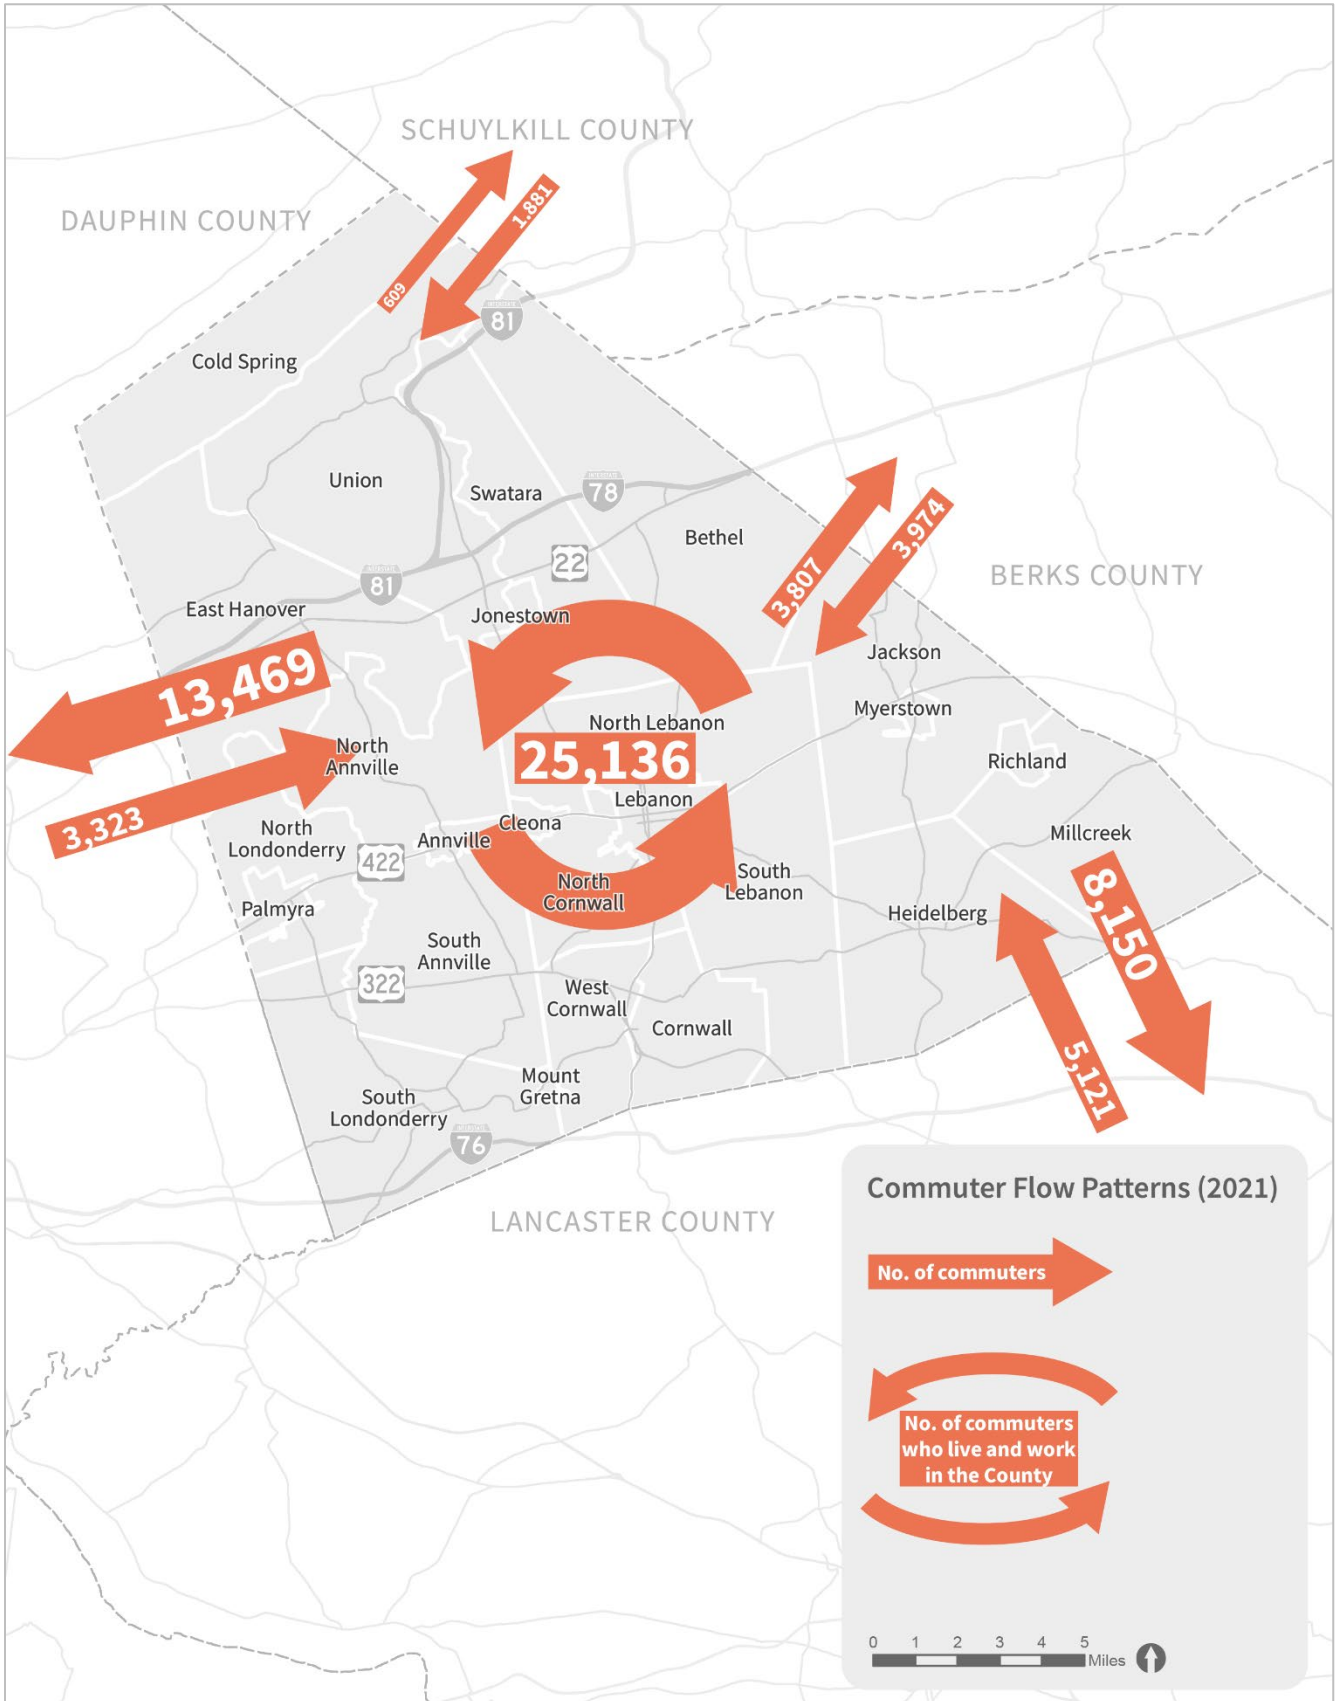 SCHUYLKILL COUNTY
1.881
DAUPHIN COUNTY
609
81
Cold Spring
Union
Swatara
78
3,974
Bethel
22
3,807
BERKS COUNTY
81
East Hanover
Jonestown
13,469
Jackson
Myerstown
North Lebanon
North
Annville
25,136
Richland
Lebanon
3,323
Cleona
North
Londonderry
Annville
Millcreek
422
South
Lebanon
North
Cornwall
8,150
Palmyra
Heidelberg
South
Annville
322
West
Cornwall
Cornwall
5,121
Mount
Gretna
South
Londonderry
76
LANCASTER COUNTY
Commuter Flow Patterns (2021)
No. of commuters
No. of commuters
who live and work
in the County
0 1 2 3 4 5
Miles